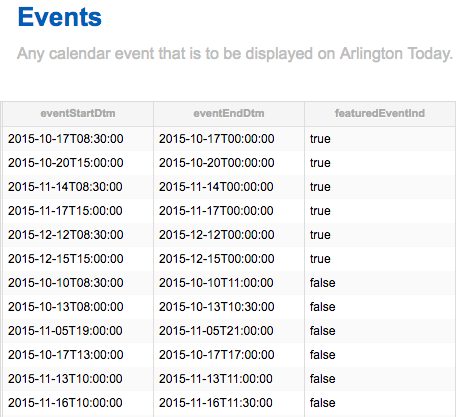 Events
Any calendar event that is to be displayed on Arlington Today.
eventStartDtm eventEndDtm featuredEventInd
2015-10-17T08:30:00 2015-10-17T00:00:00 true
2015-10-20T15:00:00 2015-10-20T00:00:00 true
2015-11-14T08:30:00 2015-11-14T00:00:00 true
2015-11-17T15:00:00 2015-11-17T00:00:00 true
2015-12-12T08:30:00 2015-12-12T00:00:00 true
2015-12-15T15:00:00 2015-12-15T00:00:00 true
2015-10-10T08:30:00 2015-10-10T11:00:00 false
2015-10-13T08:00:00 2015-10-13T10:30:00 false
2015-11-05T19:00:00 2015-11-05T21:00:00 false
2015-10-17T13:00:00 2015-10-17T17:00:00 false
2015-11-13T10:00:00 2015-11-13T11:00:00 false
2015-11-16T10:00:00 2015-11-16T11:30:00 false